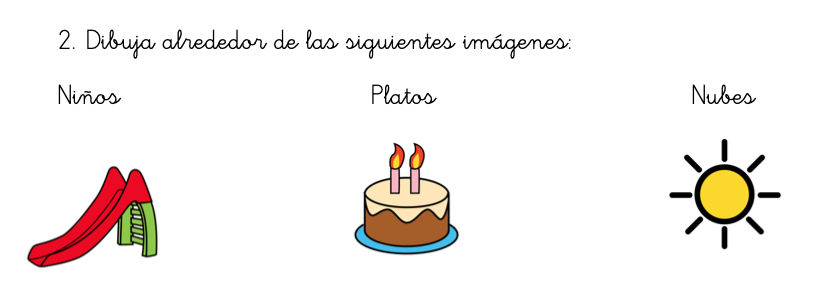 2. Dibuja alrededor de las siguientes imágenes:
Niños Platos Nubes